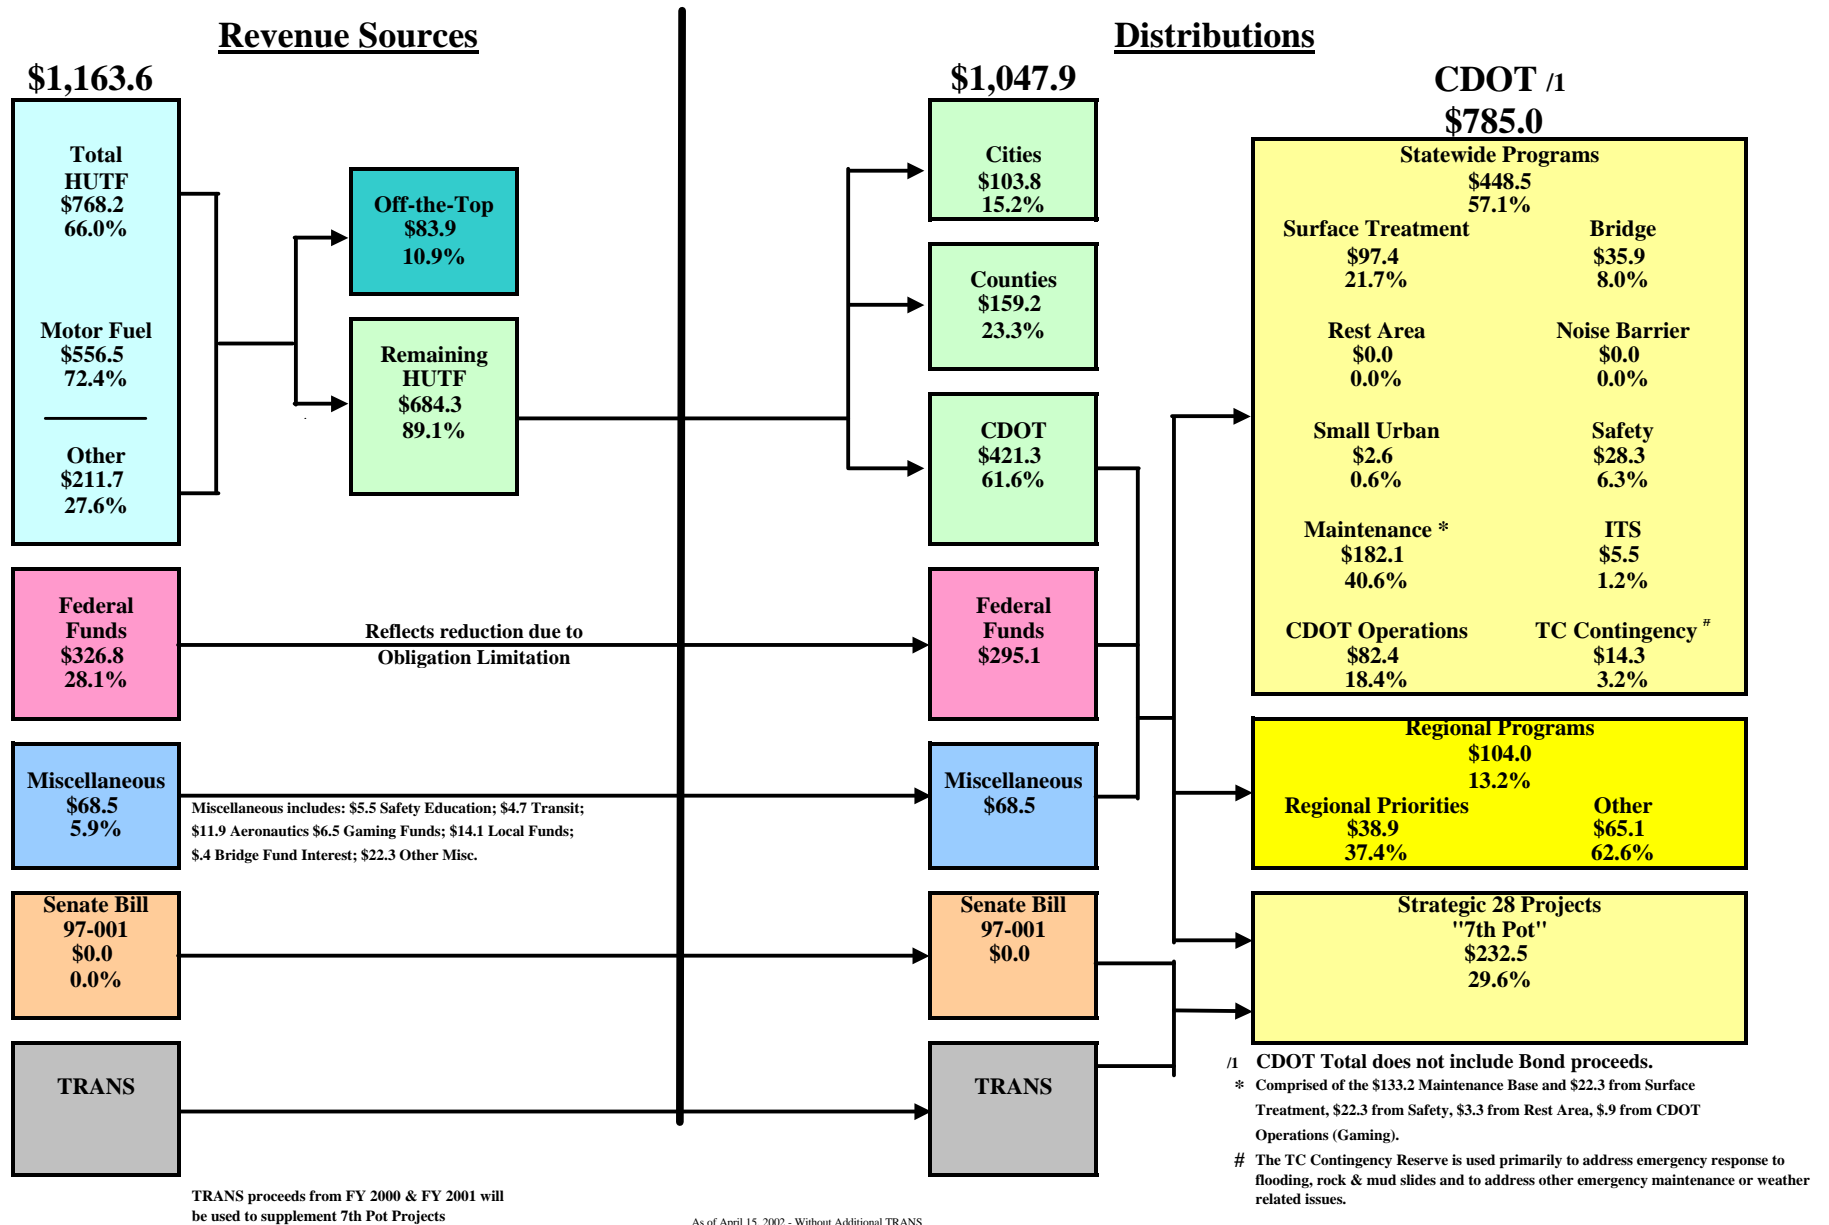 Revenue Sources
$1,163.6
Total
HUTF
$768.2
66.0%
Motor Fuel
$556.5
72.4%
Other
$211.7
27.6%
Off-the-Top
$83.9
10.9%
Remaining
HUTF
$684.3
89.1%
Federal
Funds
$326.8
28.1%
Reflects reduction due to
Obligation Limitation
Miscellaneous
$68.5
5.9%
Miscellaneous includes: $5.5 Safety Education; $4.7 Transit;
$11.9 Aeronautics $6.5 Gaming Funds; $14.1 Local Funds;
$.4 Bridge Fund Interest; $22.3 Other Misc.
Senate Bill
97-001
$0.0
0.0%
TRANS
TRANS proceeds from FY 2000 & FY 2001 will
be used to supplement 7th Pot Projects
Distributions
$1,047.9
Cities
$103.8
15.2%
Counties
$159.2
23.3%
CDOT
$421.3
61.6%
Federal
Funds
$295.1
Miscellaneous
$68.5
Senate Bill
97-001
$0.0
TRANS
CDOT /1
$785.0
Statewide Programs
$448.5
57.1%
Surface Treatment
$97.4
21.7%
Bridge
$35.9
8.0%
Rest Area
$0.0
0.0%
Noise Barrier
$0.0
0.0%
Small Urban
$2.6
0.6%
Safety
$28.3
6.3%
Maintenance *
$182.1
40.6%
ITS
$5.5
1.2%
CDOT Operations
$82.4
18.4%
TC Contingency #
$14.3
3.2%
Regional Programs
$104.0
13.2%
Regional Priorities
$38.9
37.4%
Other
$65.1
62.6%
Strategic 28 Projects
"7th Pot"
$232.5
29.6%
/1 CDOT Total does not include Bond proceeds.
* Comprised of the $133.2 Maintenance Base and $22.3 from Surface
Treatment, $22.3 from Safety, $3.3 from Rest Area, $.9 from CDOT
Operations (Gaming).
# The TC Contingency Reserve is used primarily to address emergency response to
flooding, rock & mud slides and to address other emergency maintenance or weather
related issues.
As of April 15, 2002 - Without Additional TRANS